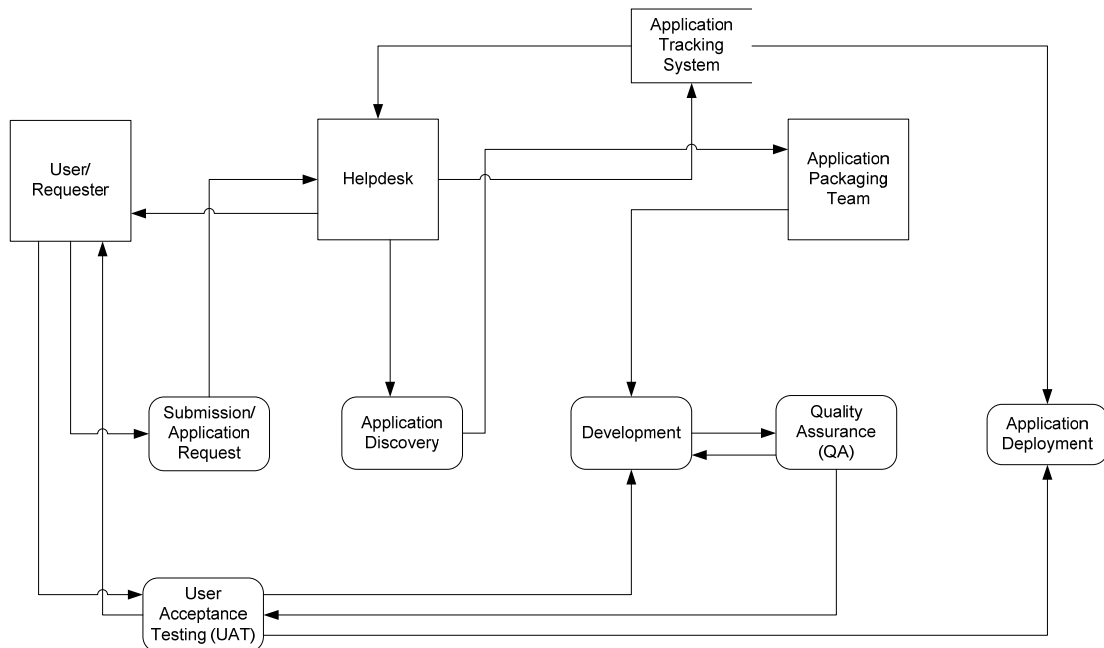 Application
Tracking
System
User/
Requester
Helpdesk
Application
Packaging
Team
Submission/
Application
Request
Application
Discovery
Development
Quality
Assurance
(QA)
Application
Deployment
User
Acceptance
Testing (UAT)